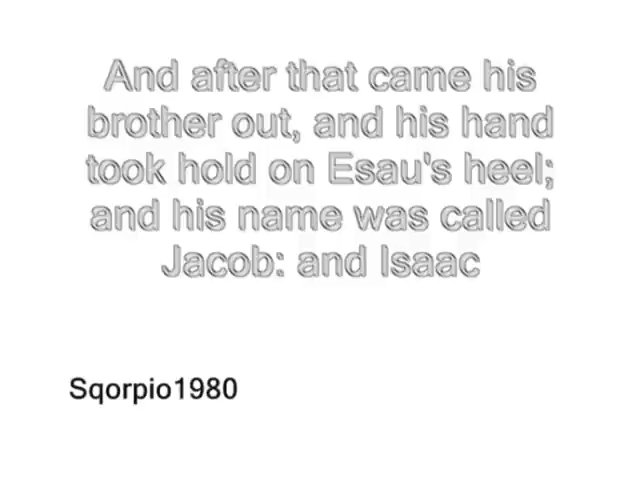 And after that came his
brother out, and his hand
took hold on Esau's heel;
and his name was called
Jacob: and Isaac
Sqorpio1980